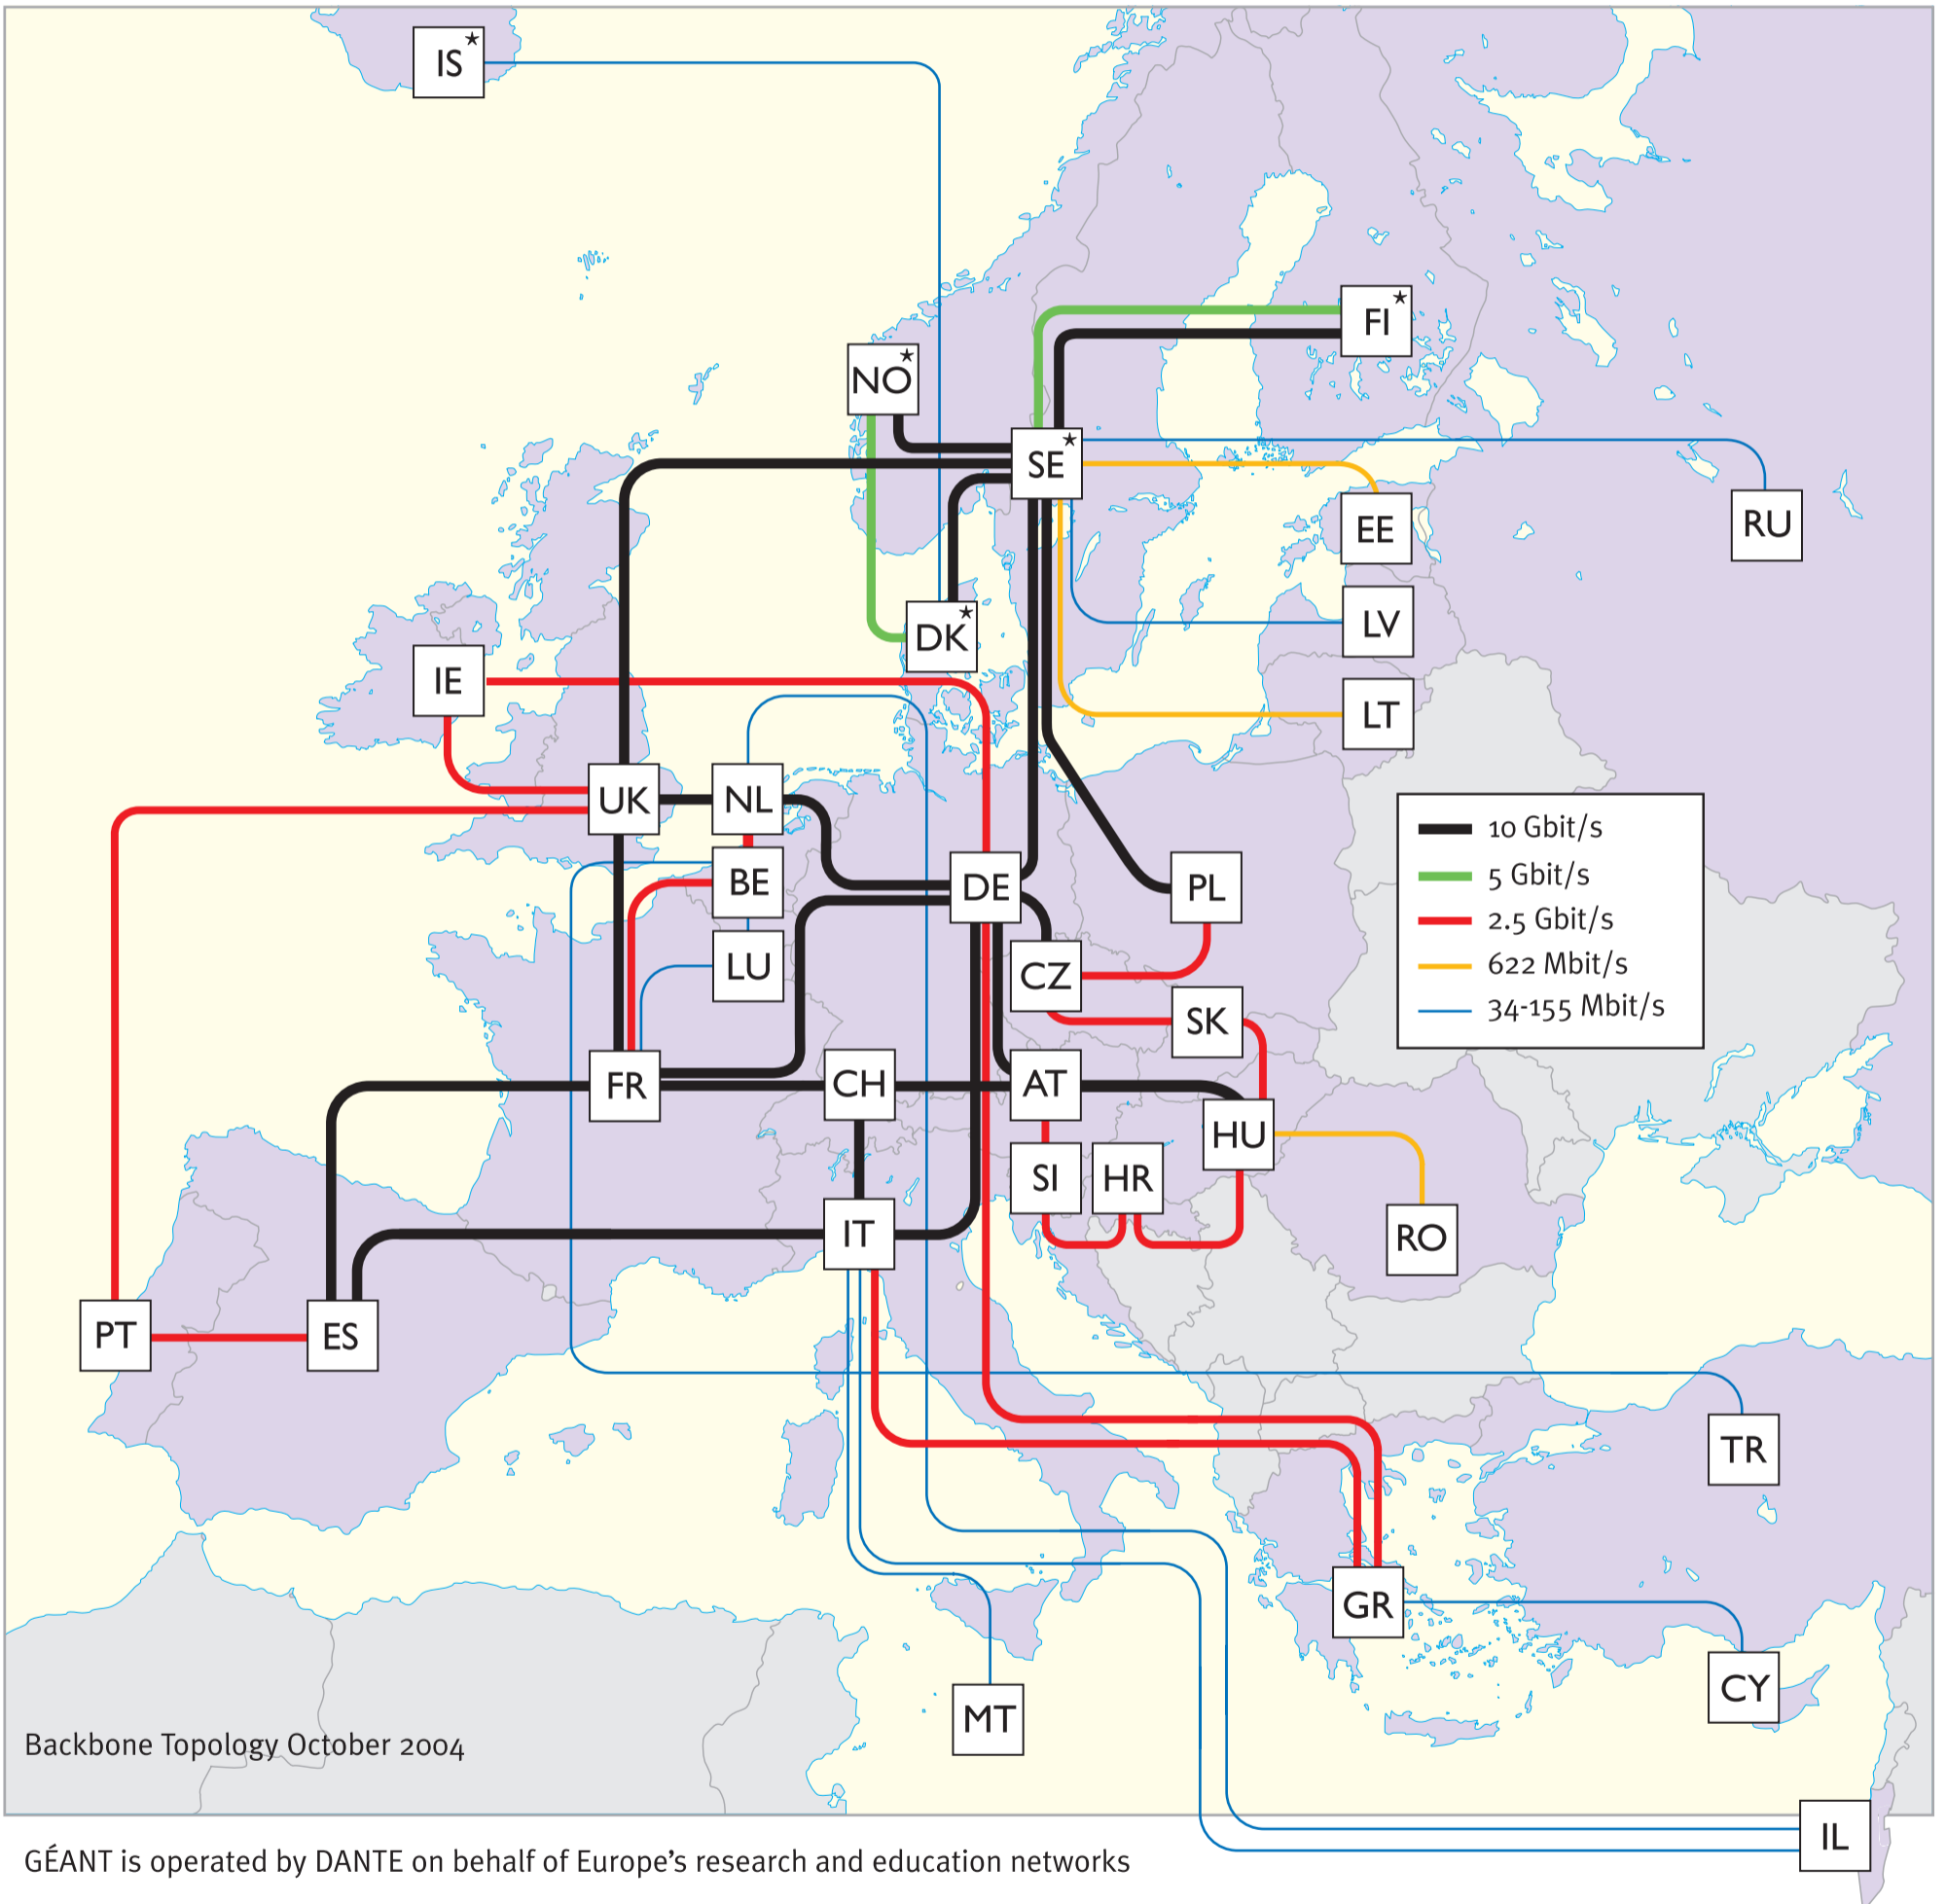 IS★
FI★
NO★
SE★
EE
RU
LV
DK★
IE
LT
UK
NL
10 Gbit/s
5 Gbit/s
2.5 Gbit/s
622 Mbit/s
34-155 Mbit/s
BE
DE
PL
LU
CZ
SK
FR
CH
AT
HU
SI
HR
IT
RO
PT
ES
TR
GR
CY
MT
Backbone Topology October 2004
IL
GÉANT is operated by DANTE on behalf of Europe’s research and education networks